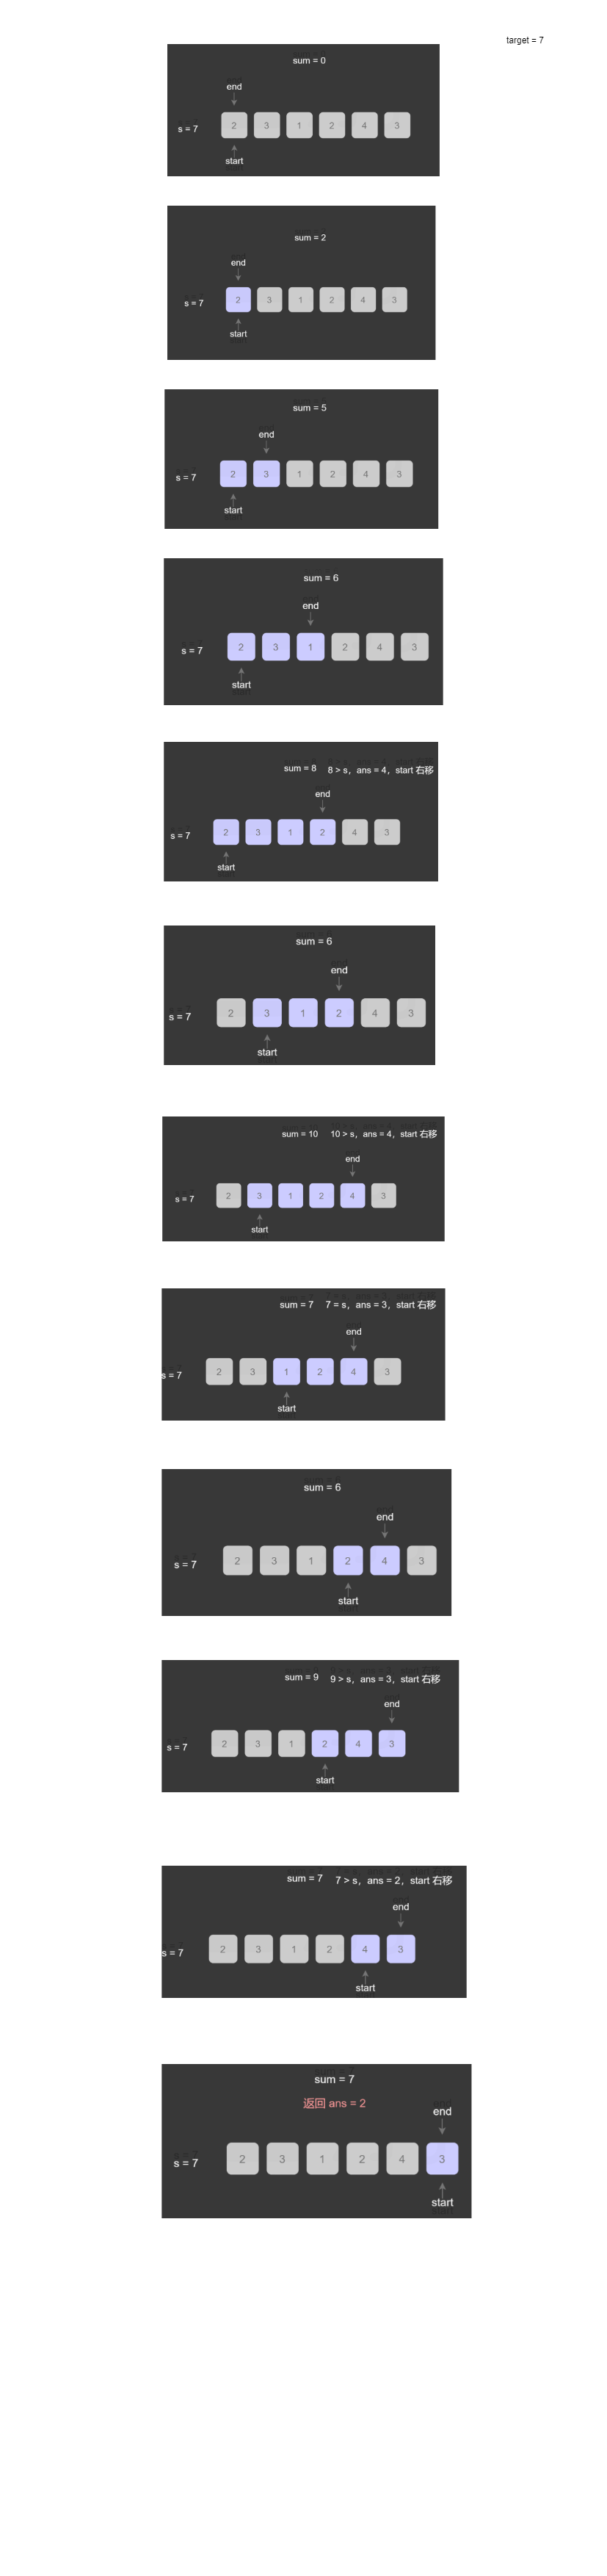 target = 7
sum = 0
end
s = 7
2 3 1 2 4 3
start
sum = 2
end
s = 7
2 3 1 2 4 3
start
sum = 5
end
s = 7
2 3 1 2 4 3
start
sum = 6
end
s = 7
2 3 1 2 4 3
start
sum = 8 8 > s, ans = 4, start 右移
end
s = 7
2 3 1 2 4 3
start
sum = 6
end
s = 7
2 3 1 2 4 3
start
sum = 10 10 > s, ans = 4, start 右移
end
s = 7
2 3 1 2 4 3
start
sum = 7 7 = s, ans = 3, start 右移
end
s = 7
2 3 1 2 4 3
start
sum = 6
end
s = 7
2 3 1 2 4 3
start
sum = 9 9 > s, ans = 3, start 右移
end
s = 7
2 3 1 2 4 3
start
sum = 7 7 > s, ans = 2, start 右移
end
s = 7
2 3 1 2 4 3
start
sum = 7
返回 ans = 2
end
s = 7
2 3 1 2 4 3
start